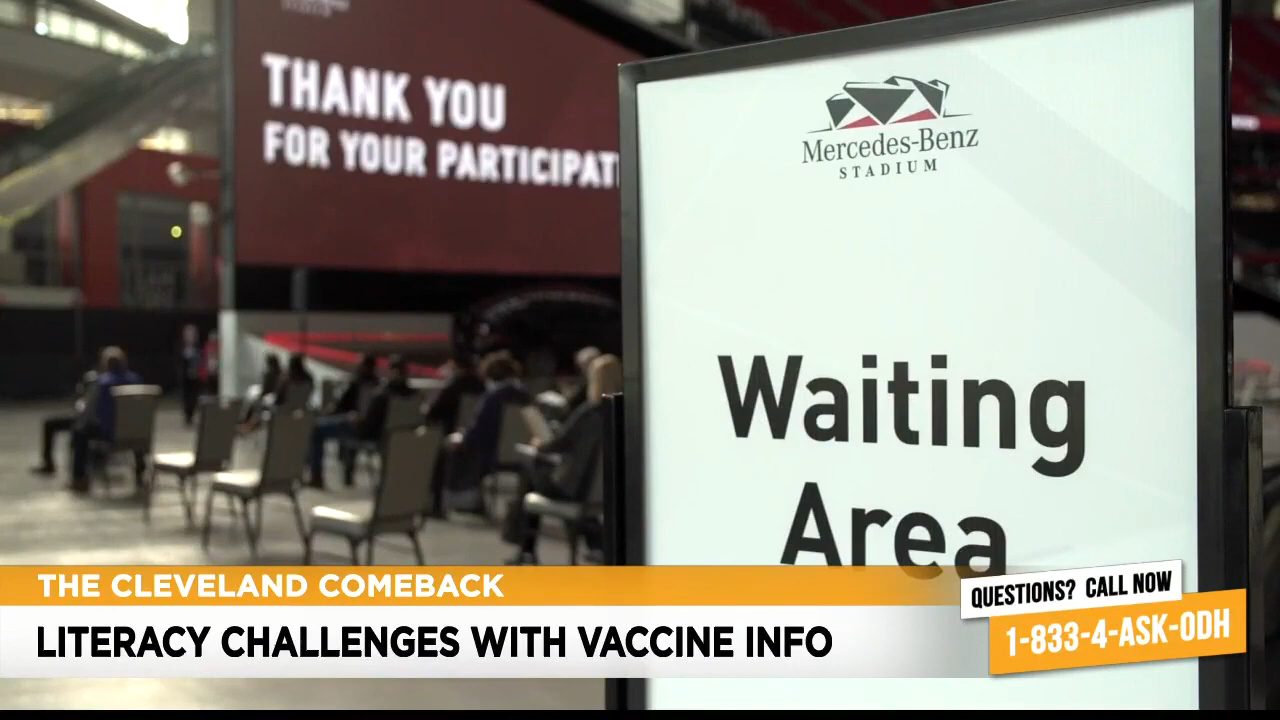 THANK YOU
FOR YOUR PARTICIPATI
Mercedes-Benz
STADIUM
Waiting
Area
THE CLEVELAND COMEBACK
LITERACY CHALLENGES WITH VACCINE INFO
QUESTIONS? CALL NOW
1-833-4-ASK-ODH